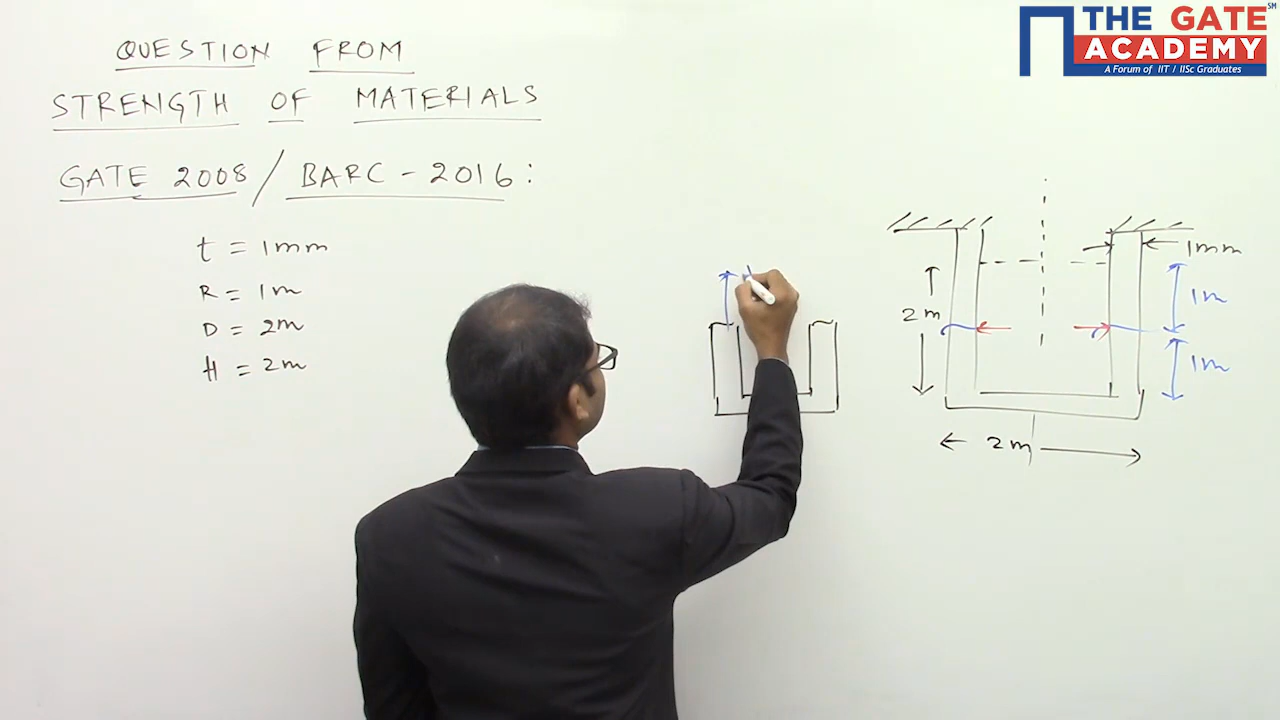 QUESTION FROM
STRENGTH OF MATERIALS
GATE 2008 / BARC - 2016 :
t = 1mm
R = 1m
D = 2m
H = 2m
1mm
2m
1m
1m
2m
THE GATE
ACADEMY
SM
A Forum of IIT / IISc Graduates